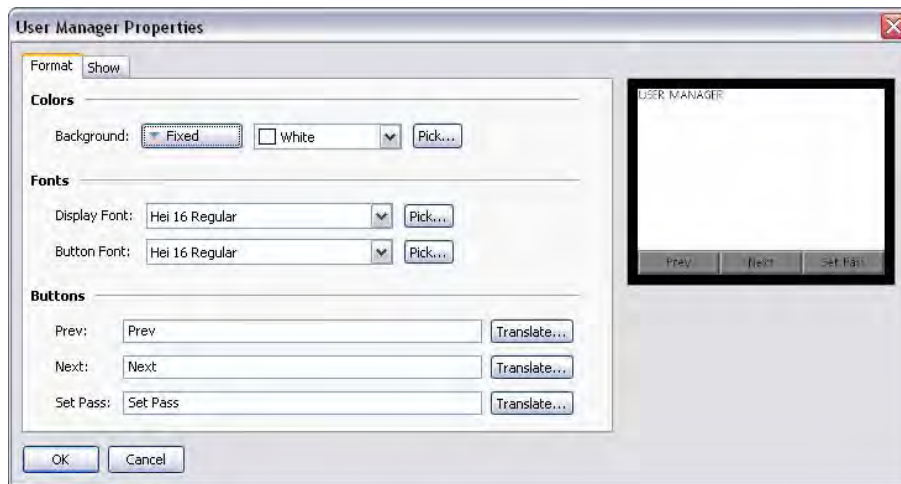 User Manager Properties
Format Show
Colors
Background: Fixed White Pick...
Fonts
Display Font: Hei 16 Regular Pick...
Button Font: Hei 16 Regular Pick...
Buttons
Prev: Prev Translate...
Next: Next Translate...
Set Pass: Set Pass Translate...
OK Cancel
USER MANAGER
Prev Next Set Pass